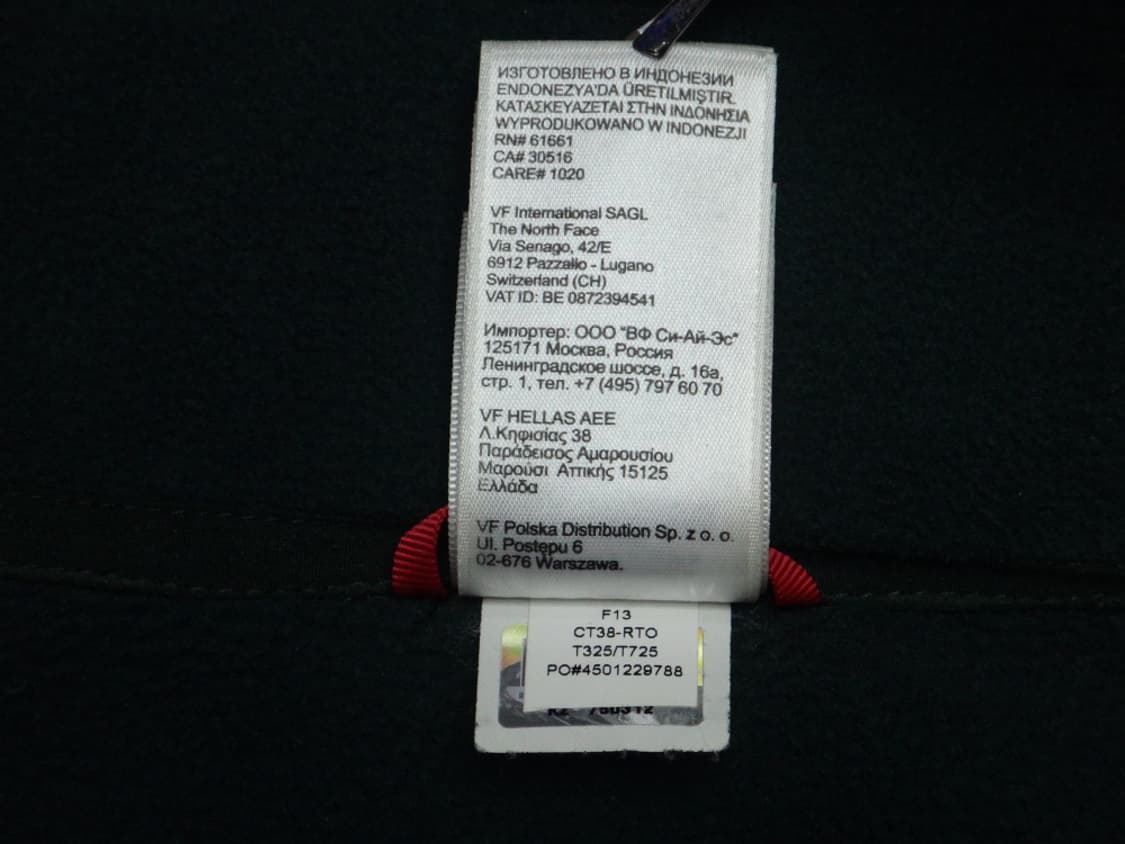 ИЗГОТОВЛЕНО В ИНДОНЕЗИИ
ENDONEZYA'DA ÜRETILMIŞTIR.
ΚΑΤΑΣΚΕΥΑΖΕΤΑΙ ΣΤΗΝ ΙΝΔΟΝΗΣΙΑ
WYPRODUKOWANO W INDONEZJI
RN# 61661
CA# 30516
CARE# 1020
VF International SAGL
The North Face
Via Senago, 42/E
6912 Pazzallo - Lugano
Switzerland (CH)
VAT ID: BE 0872394541
Импортер: ООО "ВФ Си-Ай-Эс"
125171 Москва, Россия
Ленинградское шоссе, д. 16а,
стр. 1, тел. +7 (495) 797 60 70
VF HELLAS AEE
Λ.Κηφισίας 38
Παράδεισος Αμαρουσίου
Μαρούσι Αττικής 15125
Ελλάδα
VF Polska Distribution Sp. z o. o.
Ul. Postepu 6
02-676 Warszawa.
F13
CT38-RTO
T325/T725
PO#4501229788